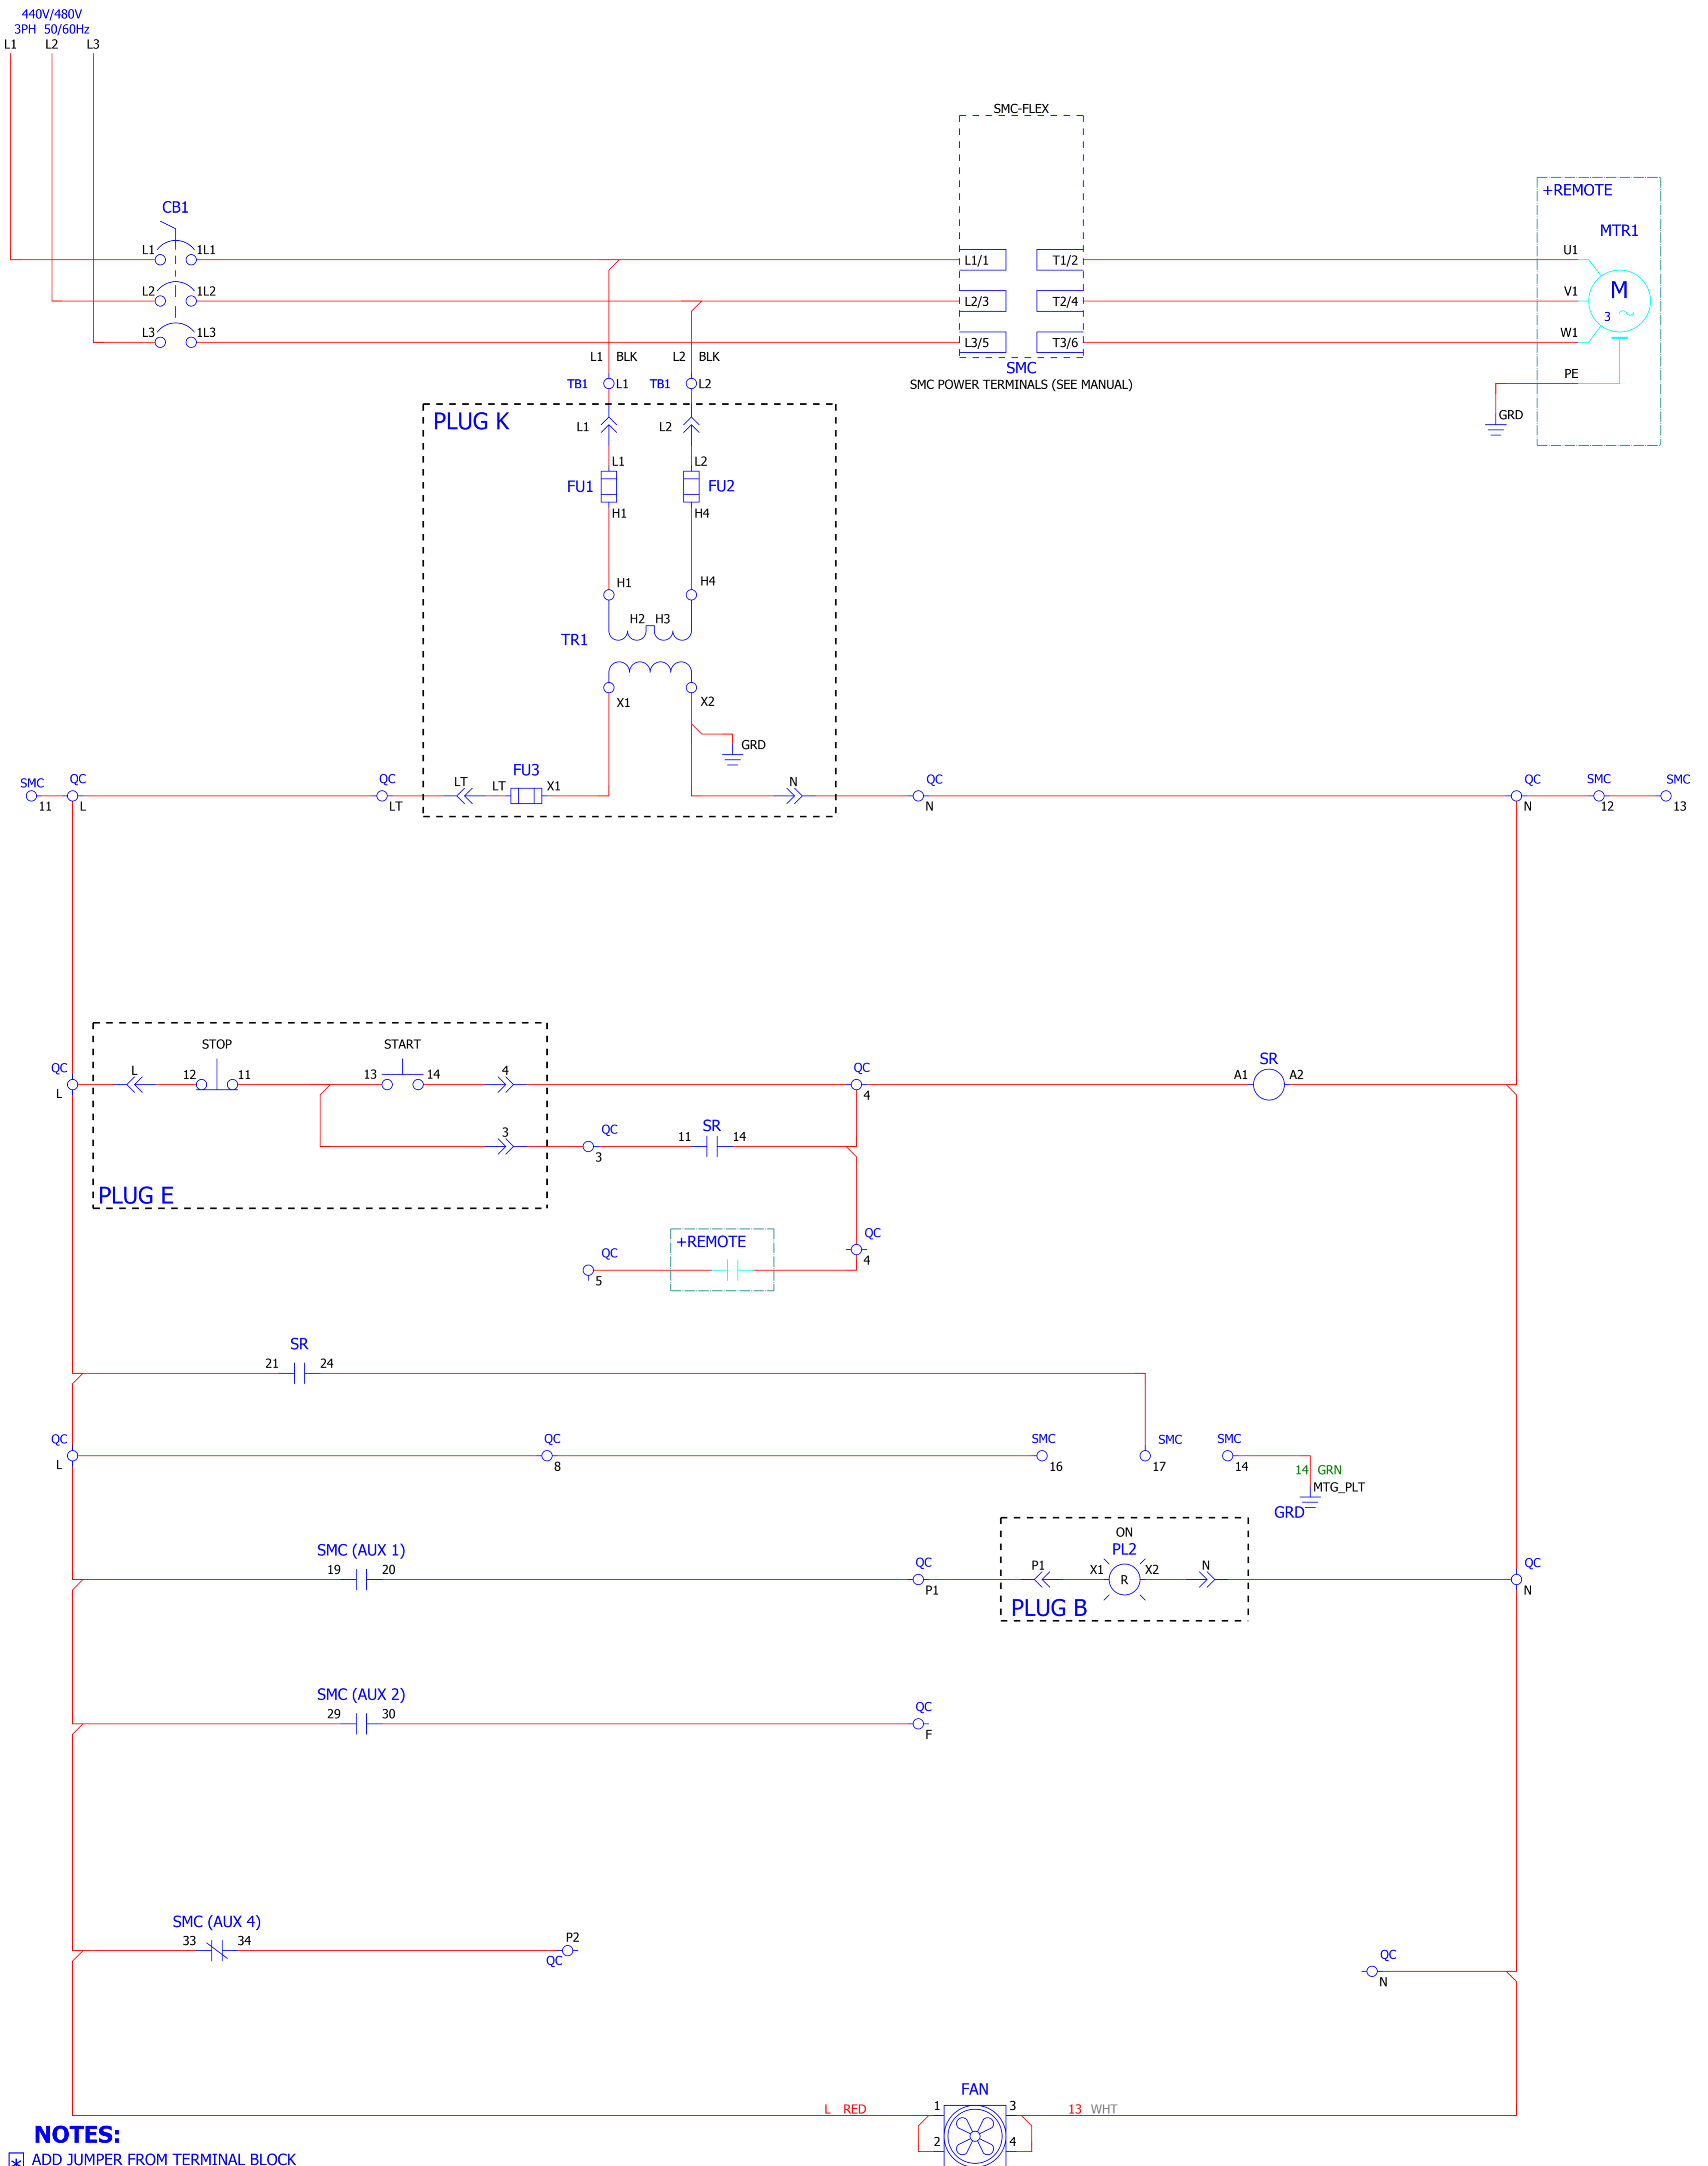 440V/480V
3PH 50/60Hz
L1 L2 L3
SMC-FLEX
+REMOTE
CB1
MTR1
L1 1L1
L1/1 T1/2
U1
L2 1L2
L2/3 T2/4
V1
M
3
L3 1L3
L3/5 T3/6
W1
L1 BLK L2 BLK
SMC
SMC POWER TERMINALS (SEE MANUAL)
PE
TB1 L1 TB1 L2
GRD
PLUG K
L1 L2
L1 L2
FU1 FU2
H1 H4
H1 H4
H2 H3
TR1
X1 X2
GRD
SMC QC QC LT LT FU3 X1 N QC QC SMC SMC
11 L LT N N 12 13
STOP START
QC L 12 11 13 14 4 QC SR
L 4 A1 A2
3 QC 11 SR 14
3
PLUG E
+REMOTE QC
QC 4
5
SR
21 24
QC QC SMC SMC SMC
L 8 16 17 14
14 GRN
MTG_PLT
GRD
ON
SMC (AUX 1) PL2
19 20 QC P1 X1 R X2 N QC
P1 N
PLUG B
SMC (AUX 2)
29 30 QC
F
SMC (AUX 4)
33 34 P2
QC
QC
N
FAN
L RED 1 3 13 WHT
2 4
NOTES:
* ADD JUMPER FROM TERMINAL BLOCK